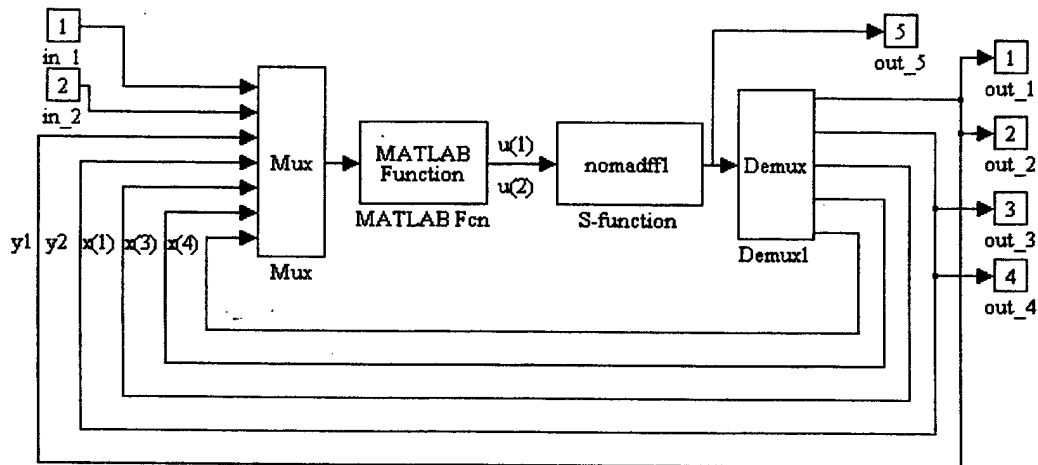 1
in_1
2
in_2
Mux
Mux
MATLAB
Function
MATLAB Fcn
u(1)
u(2)
nomadff1
S-function
Demux
Demux1
5
out_5
1
out_1
2
out_2
3
out_3
4
out_4
y1 y2 x(1) x(3) x(4)